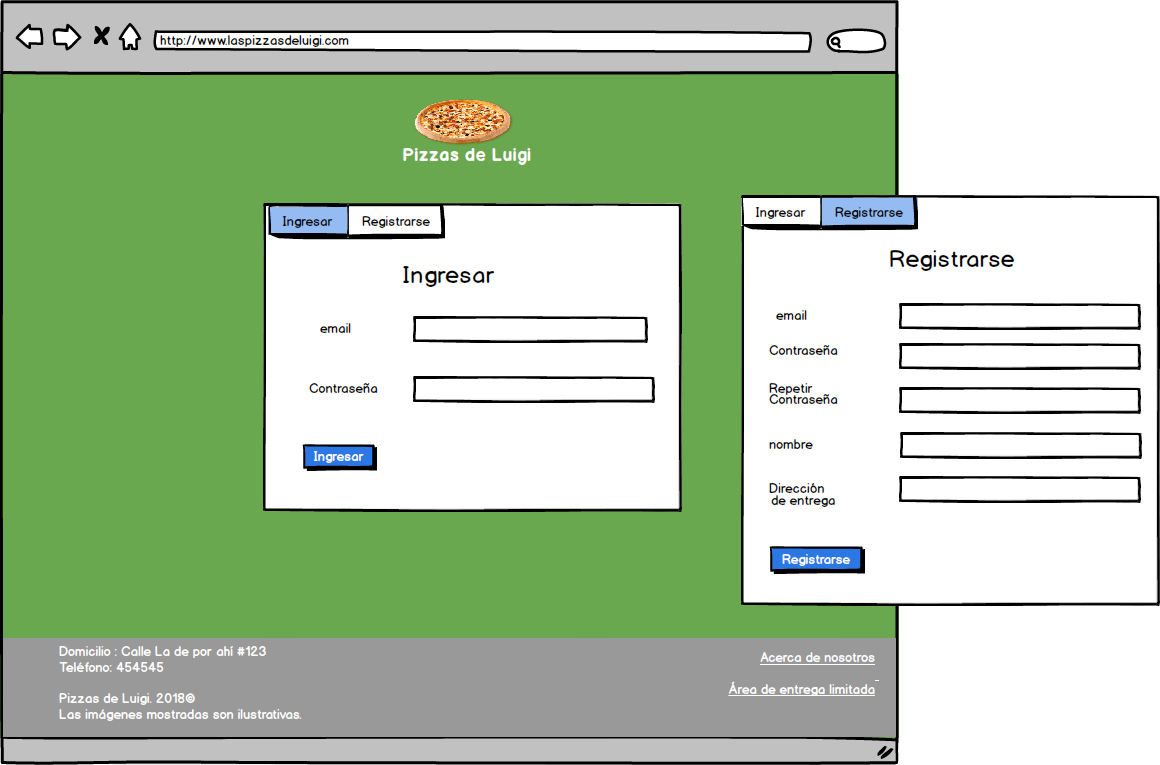 http://www.laspizzasdeluigi.com
Pizzas de Luigi
Ingresar
Registrarse
Ingresar
email
Contraseña
Ingresar
Ingresar
Registrarse
Registrarse
email
Contraseña
Repetir
Contraseña
nombre
Dirección
de entrega
Registrarse
Domicilio : Calle La de por ahí #123
Teléfono: 454545
Pizzas de Luigi. 2018©
Las imágenes mostradas son ilustrativas.
Acerca de nosotros
Área de entrega limitada